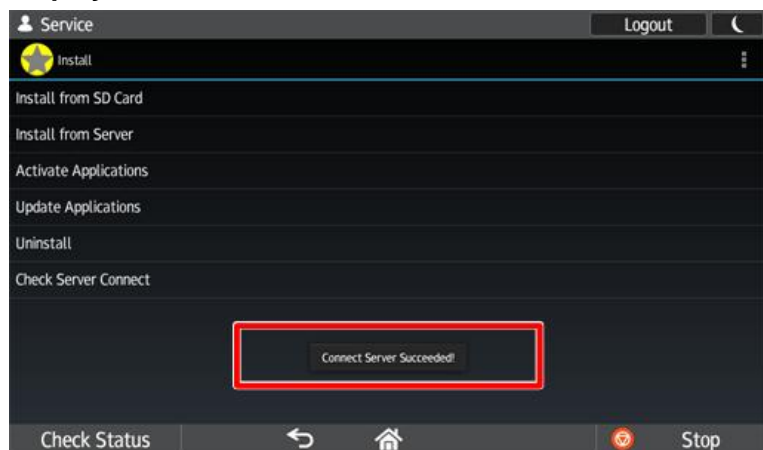 Service
Logout
Install
Install from SD Card
Install from Server
Activate Applications
Update Applications
Uninstall
Check Server Connect
Connect Server Succeeded!
Check Status
Stop